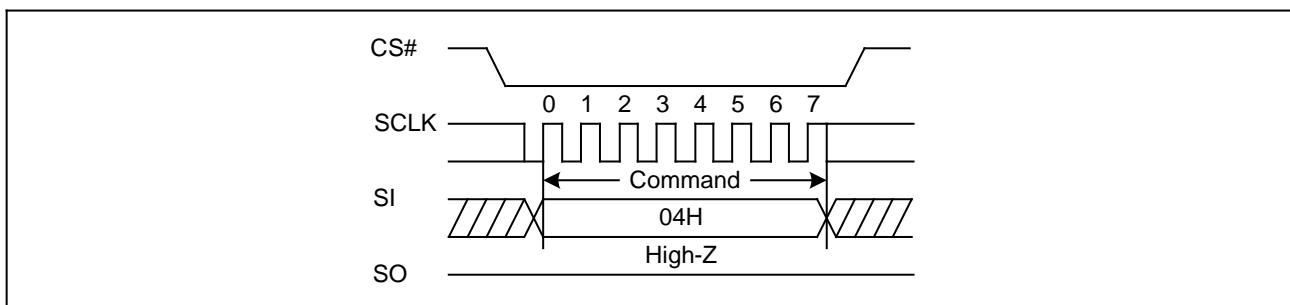 CS#
0 1 2 3 4 5 6 7
SCLK
Command
SI
04H
High-Z
SO